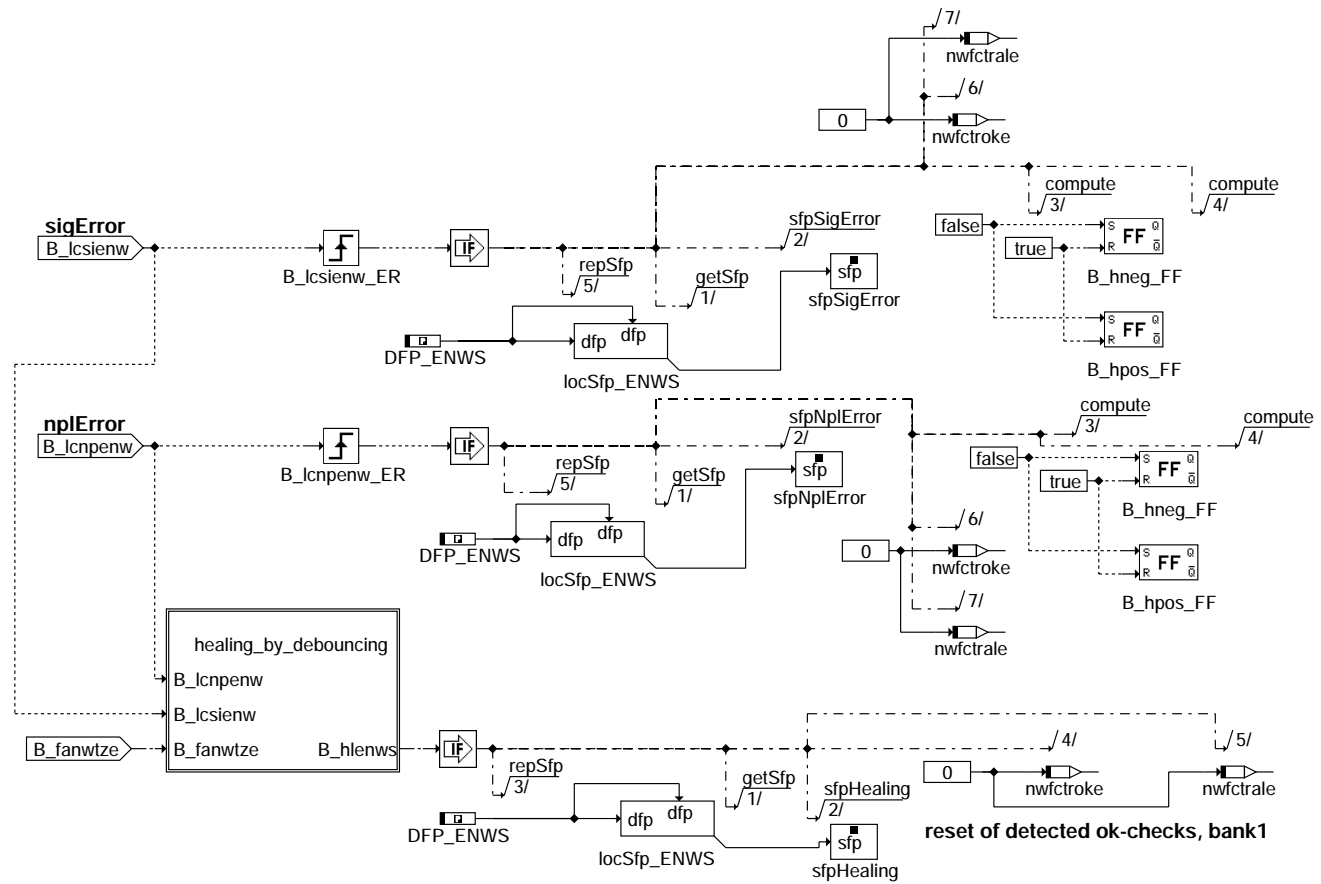 7/
nwfctrale
6/
0
nwfctroke
compute
3/
compute
4/
sigError
B_lcsienw
B_lcsienw_ER
IF
sfpSigError
2/
repSfp
5/
getSfp
1/
sfp
sfpSigError
false
true
S Q
R Q̅
FF
B_hneg_FF
S Q
R Q̅
FF
B_hpos_FF
DFP_ENWS
dfp
dfp
locSfp_ENWS
nplError
B_lcnpenw
B_lcnpenw_ER
IF
sfpNplError
2/
repSfp
5/
getSfp
1/
sfp
sfpNplError
compute
3/
compute
4/
false
true
S Q
R Q̅
FF
B_hneg_FF
S Q
R Q̅
FF
B_hpos_FF
DFP_ENWS
dfp
dfp
locSfp_ENWS
6/
0
nwfctroke
7/
nwfctrale
healing_by_debouncing
B_lcnpenw
B_lcsienw
B_fanwtze
B_fanwtze
B_hlenws
IF
repSfp
3/
getSfp
1/
sfpHealing
2/
4/
5/
0
nwfctroke
nwfctrale
DFP_ENWS
dfp
dfp
locSfp_ENWS
sfp
sfpHealing
reset of detected ok-checks, bank1